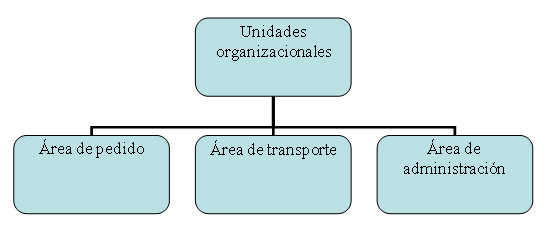 Unidades
organizacionales
Área de pedido
Área de transporte
Área de
administración